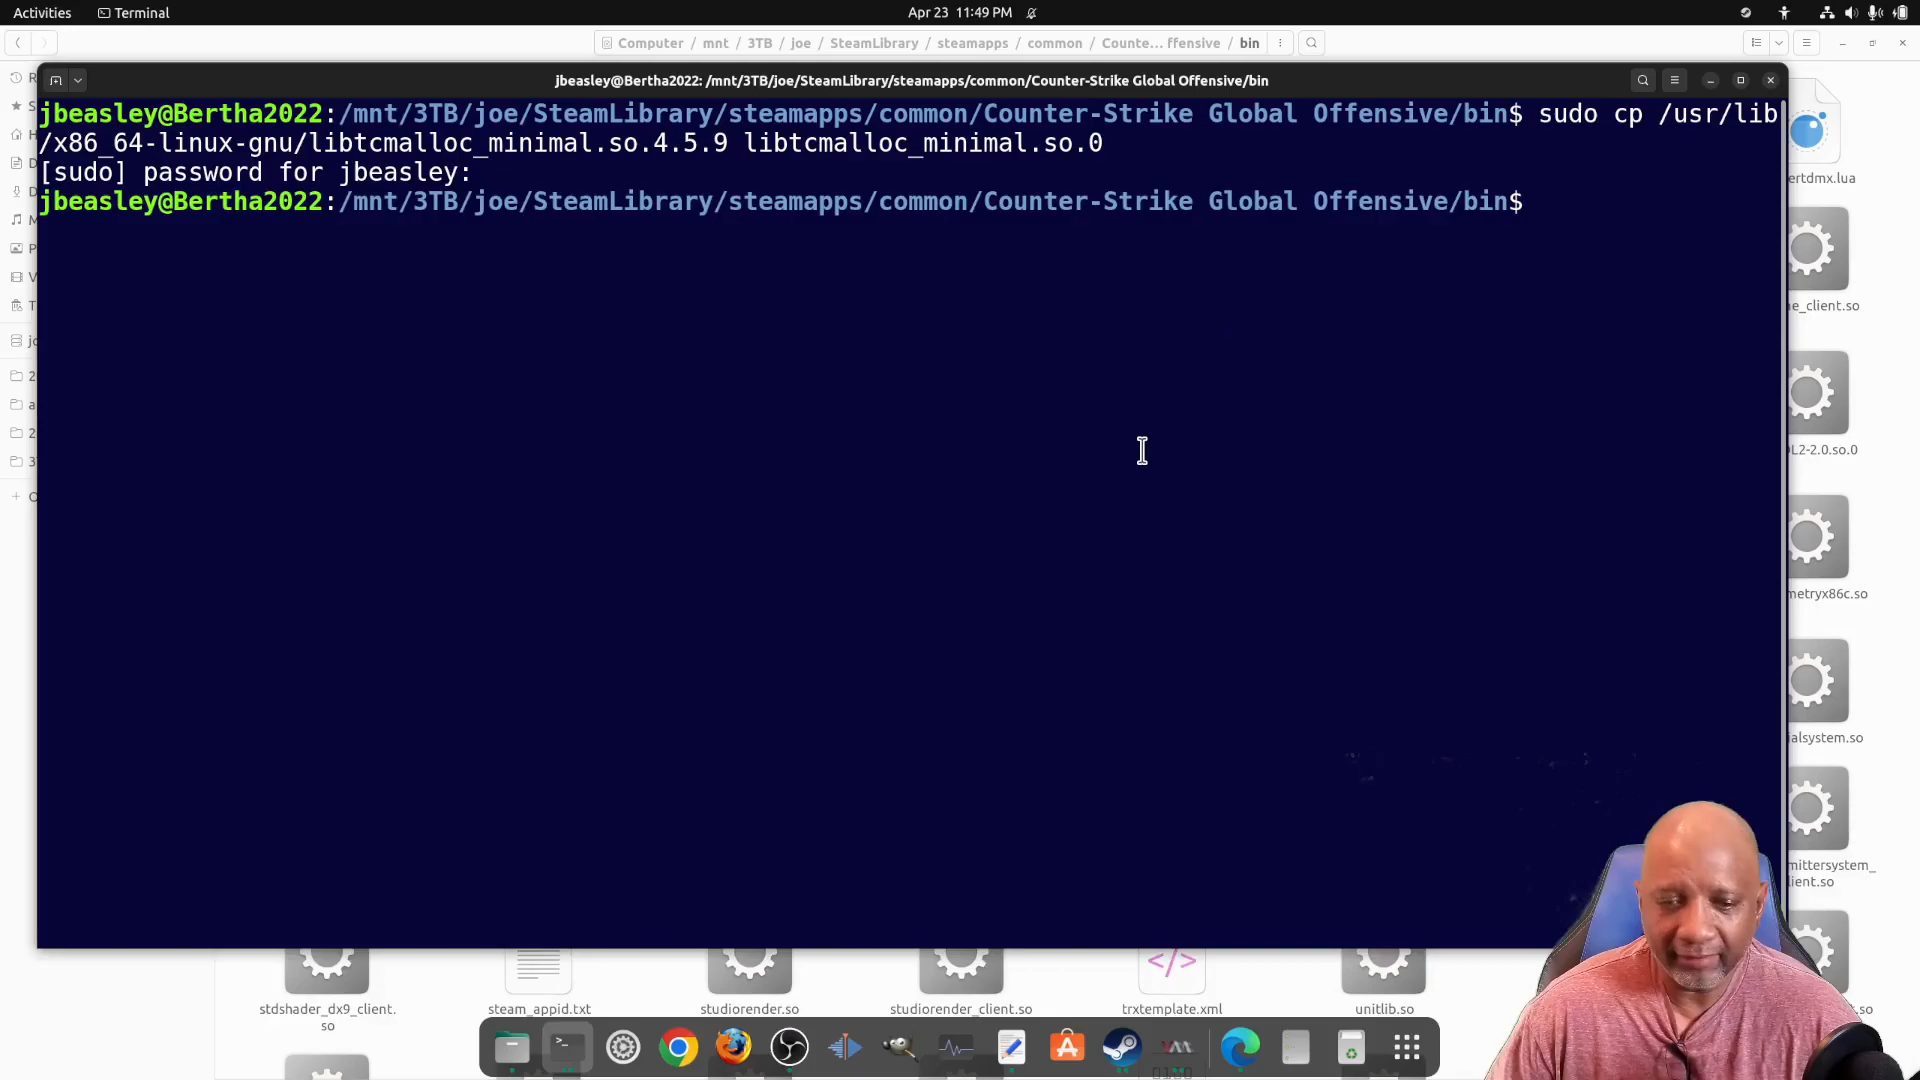 Activities
Terminal
Apr 23 11:49 PM
Computer / mnt / 3TB / joe / SteamLibrary / steamapps / common / Counte... ffensive / bin
jbeasley@Bertha2022: /mnt/3TB/joe/SteamLibrary/steamapps/common/Counter-Strike Global Offensive/bin
jbeasley@Bertha2022:/mnt/3TB/joe/SteamLibrary/steamapps/common/Counter-Strike Global Offensive/bin$ sudo cp /usr/lib
/x86_64-linux-gnu/libtcmalloc_minimal.so.4.5.9 libtcmalloc_minimal.so.0
[sudo] password for jbeasley:
jbeasley@Bertha2022:/mnt/3TB/joe/SteamLibrary/steamapps/common/Counter-Strike Global Offensive/bin$
ertdmx.lua
e_client.so
L2-2.0.so.0
metryx86c.so
ialsystem.so
mittersystem_
lient.so
stdshader_dx9_client.
so
steam_appid.txt
studiorender.so
studiorender_client.so
trxtemplate.xml
unitlib.so
.so